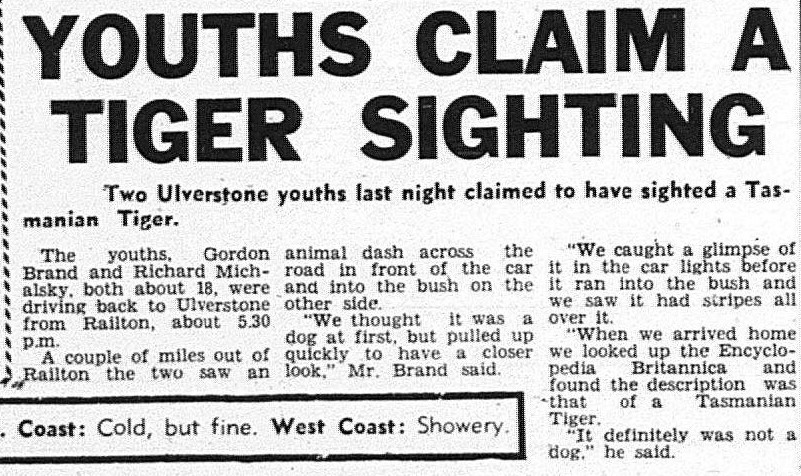 YOUTHS CLAIM A
TIGER SIGHTING
Two Ulverstone youths last night claimed to have sighted a Tas-
manian Tiger.
The youths, Gordon
Brand and Richard Mich-
alsky, both about 18, were
driving back to Ulverstone
from Railton, about 5.30
p.m.
A couple of miles out of
Railton the two saw an
animal dash across the
road in front of the car
and into the bush on the
other side.
"We thought it was a
dog at first, but pulled up
quickly to have a closer
look," Mr. Brand said.
"We caught a glimpse of
it in the car lights before
it ran into the bush and
we saw it had stripes all
over it.
"When we arrived home
we looked up the Encyclo-
pedia Britannica and
found the description was
that of a Tasmanian
Tiger.
"It definitely was not a
dog," he said.
. Coast: Cold, but fine. West Coast: Showery.